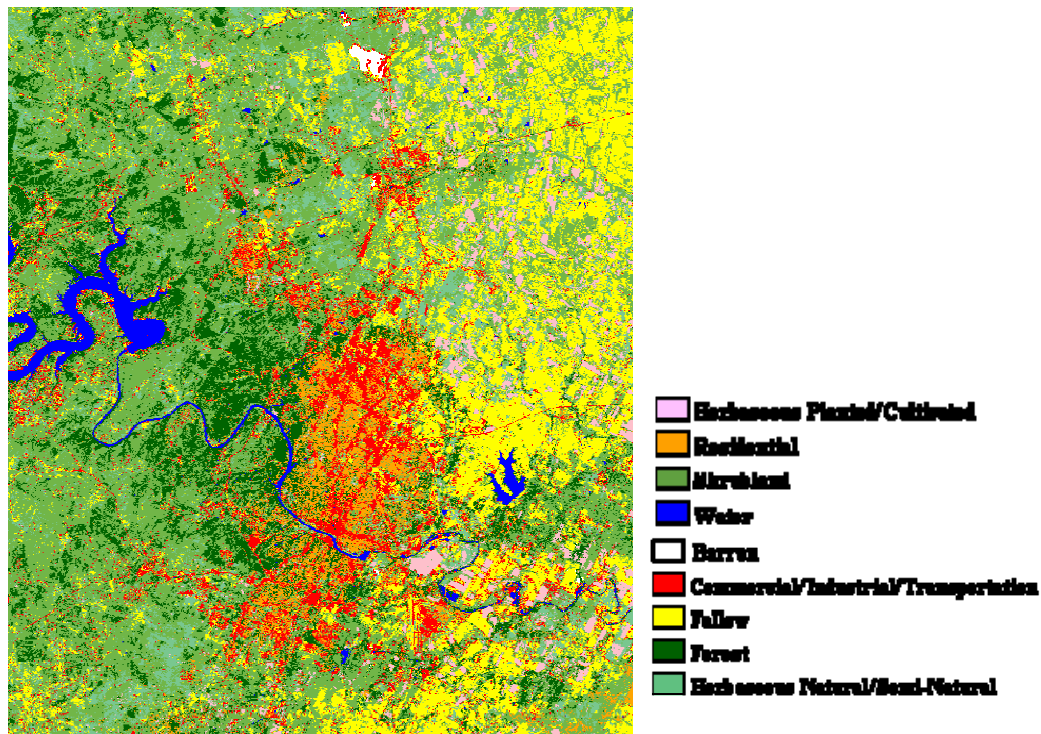 Herbaceous Planted/Cultivated
Residential
Shrubland
Water
Barren
Commercial/Industrial/Transportation
Fallow
Forest
Herbaceous Natural/Semi-Natural